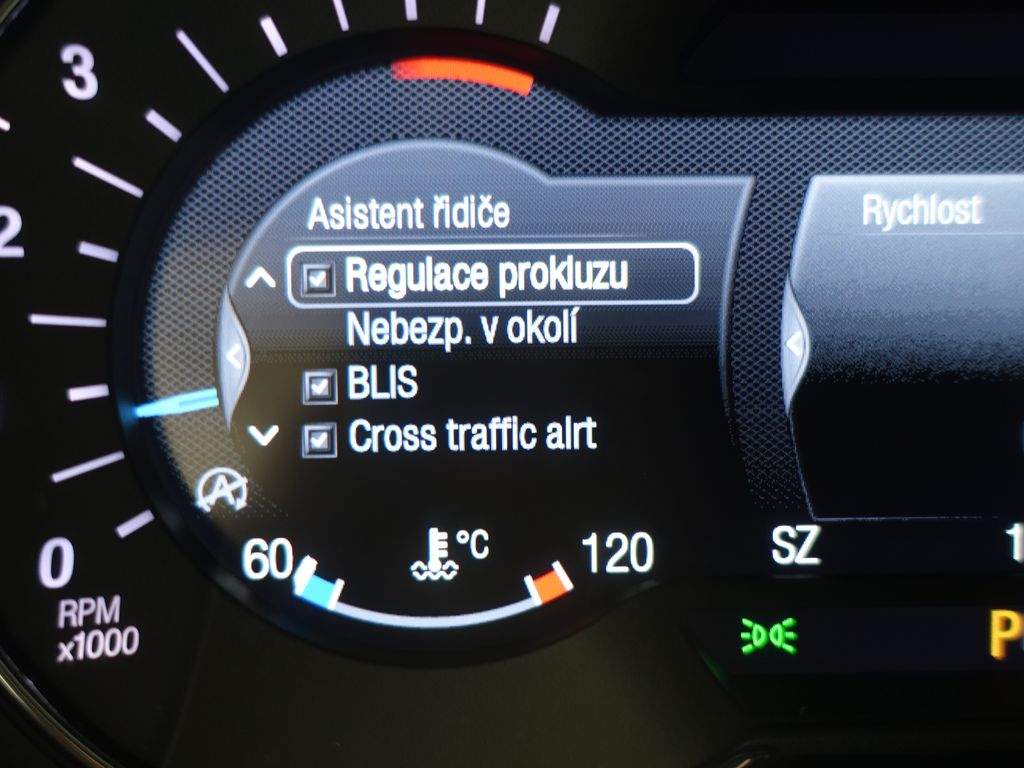 3
2
0
RPM
x1000
Asistent řidiče
Regulace prokluzu
Nebezp. v okolí
BLIS
Cross traffic alrt
A
60
°C
120
Rychlost
SZ
1
P